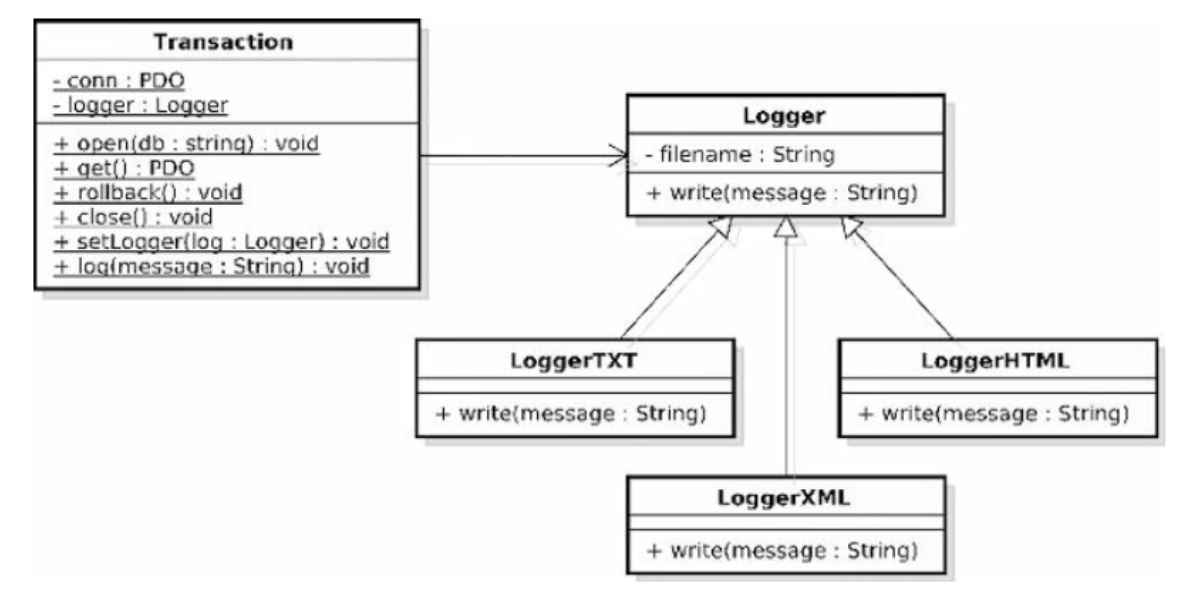 Transaction
- conn : PDO
- logger : Logger
+ open(db : string) : void
+ get() : PDO
+ rollback() : void
+ close() : void
+ setLogger(log : Logger) : void
+ log(message : String) : void
Logger
- filename : String
+ write(message : String)
LoggerTXT
+ write(message : String)
LoggerHTML
+ write(message : String)
LoggerXML
+ write(message : String)